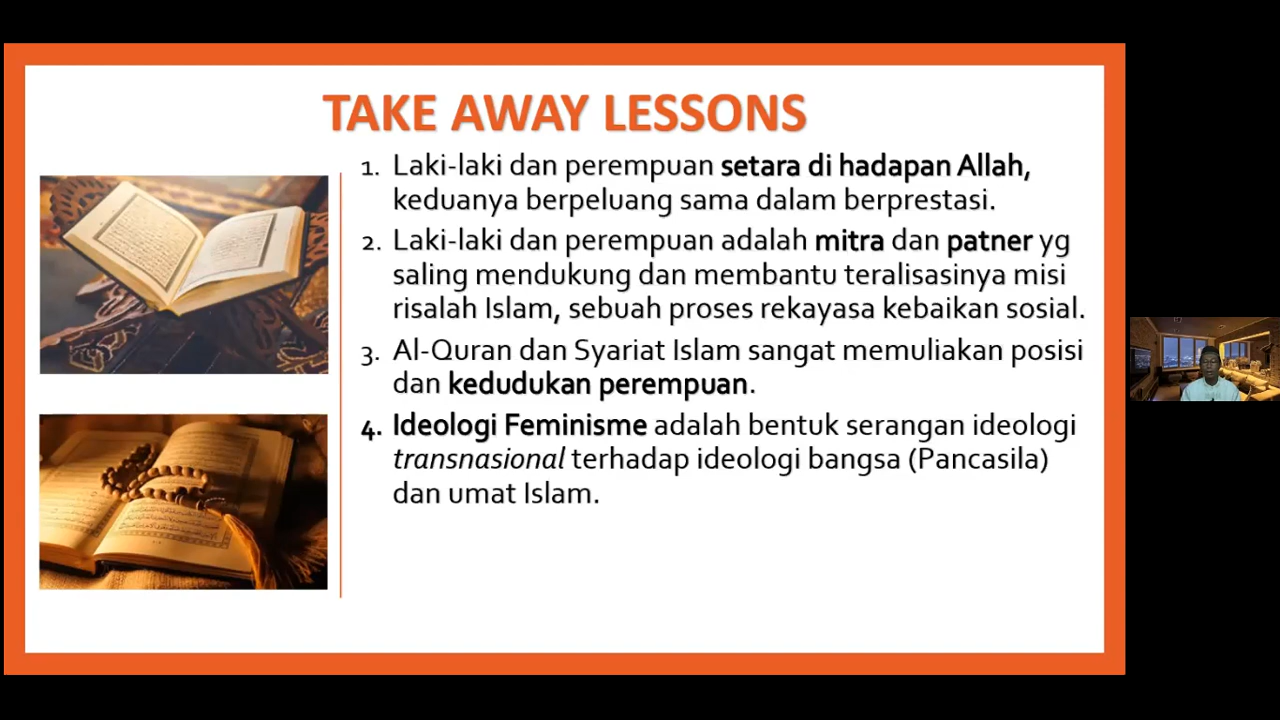 TAKE AWAY LESSONS
1. Laki-laki dan perempuan setara di hadapan Allah,
keduanya berpeluang sama dalam berprestasi.
2. Laki-laki dan perempuan adalah mitra dan patner yg
saling mendukung dan membantu teralisasinya misi
risalah Islam, sebuah proses rekayasa kebaikan sosial.
3. Al-Quran dan Syariat Islam sangat memuliakan posisi
dan kedudukan perempuan.
4. Ideologi Feminisme adalah bentuk serangan ideologi
transnasional terhadap ideologi bangsa (Pancasila)
dan umat Islam.